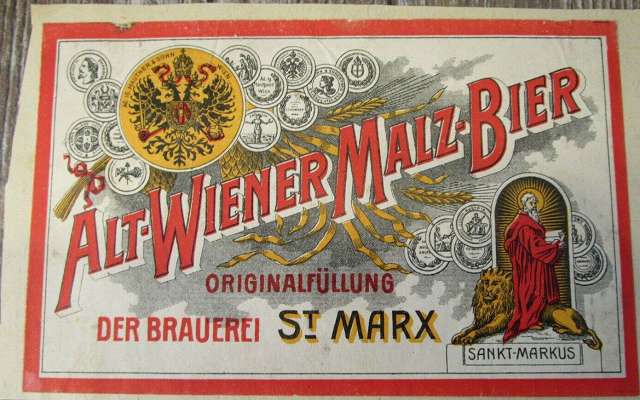 ALT-WIENER MALZ-BIER
ORIGINALFÜLLUNG
DER BRAUEREI ST MARX
SANKT-MARKUS